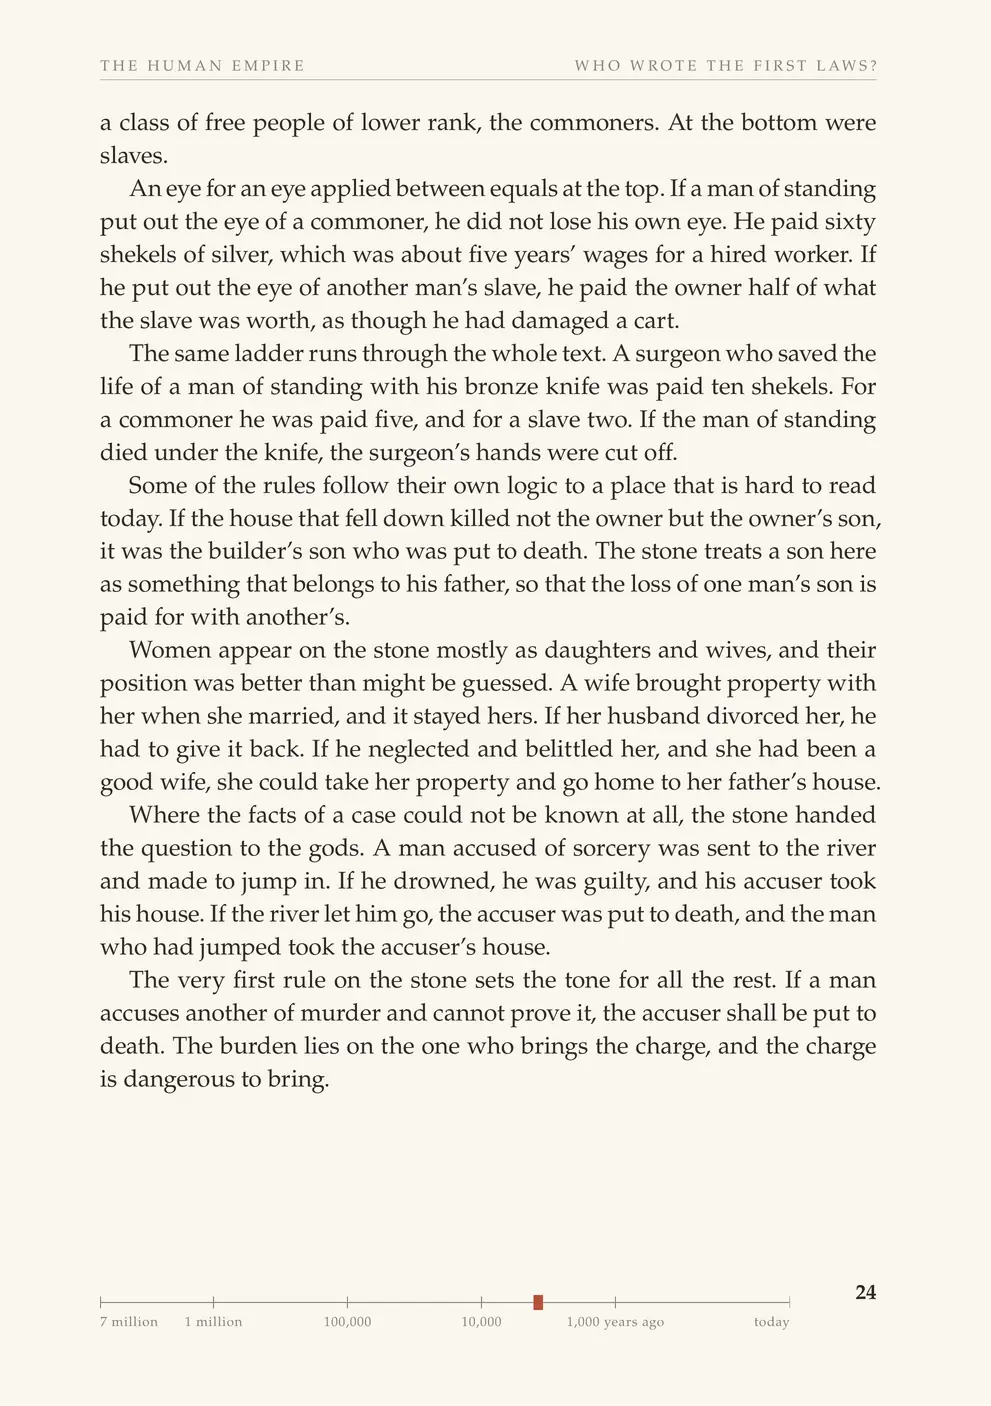 THE HUMAN EMPIRE
WHO WROTE THE FIRST LAWS?
a class of free people of lower rank, the commoners. At the bottom were
slaves.
An eye for an eye applied between equals at the top. If a man of standing
put out the eye of a commoner, he did not lose his own eye. He paid sixty
shekels of silver, which was about five years’ wages for a hired worker. If
he put out the eye of another man’s slave, he paid the owner half of what
the slave was worth, as though he had damaged a cart.
The same ladder runs through the whole text. A surgeon who saved the
life of a man of standing with his bronze knife was paid ten shekels. For
a commoner he was paid five, and for a slave two. If the man of standing
died under the knife, the surgeon’s hands were cut off.
Some of the rules follow their own logic to a place that is hard to read
today. If the house that fell down killed not the owner but the owner’s son,
it was the builder’s son who was put to death. The stone treats a son here
as something that belongs to his father, so that the loss of one man’s son is
paid for with another’s.
Women appear on the stone mostly as daughters and wives, and their
position was better than might be guessed. A wife brought property with
her when she married, and it stayed hers. If her husband divorced her, he
had to give it back. If he neglected and belittled her, and she had been a
good wife, she could take her property and go home to her father’s house.
Where the facts of a case could not be known at all, the stone handed
the question to the gods. A man accused of sorcery was sent to the river
and made to jump in. If he drowned, he was guilty, and his accuser took
his house. If the river let him go, the accuser was put to death, and the man
who had jumped took the accuser’s house.
The very first rule on the stone sets the tone for all the rest. If a man
accuses another of murder and cannot prove it, the accuser shall be put to
death. The burden lies on the one who brings the charge, and the charge
is dangerous to bring.
24
7 million 1 million 100,000 10,000 1,000 years ago today